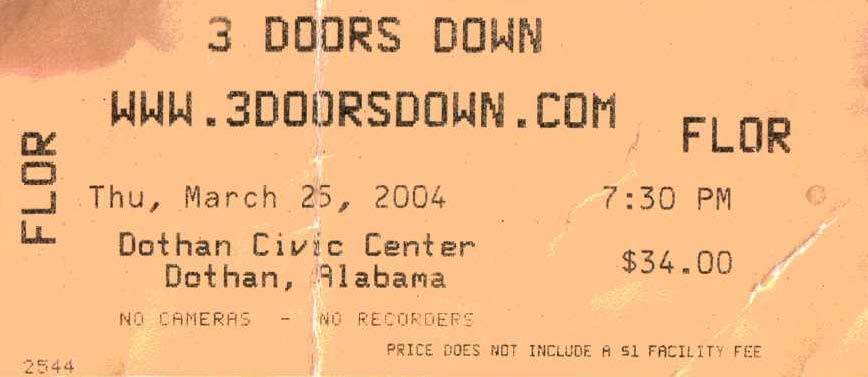 3 DOORS DOWN
WWW.3DOORSDOWN.COM
FLOR
FLOR
Thu, March 25, 2004
7:30 PM
Dothan Civic Center
$34.00
Dothan, Alabama
NO CAMERAS - NO RECORDERS
PRICE DOES NOT INCLUDE A $1 FACILITY FEE
2544